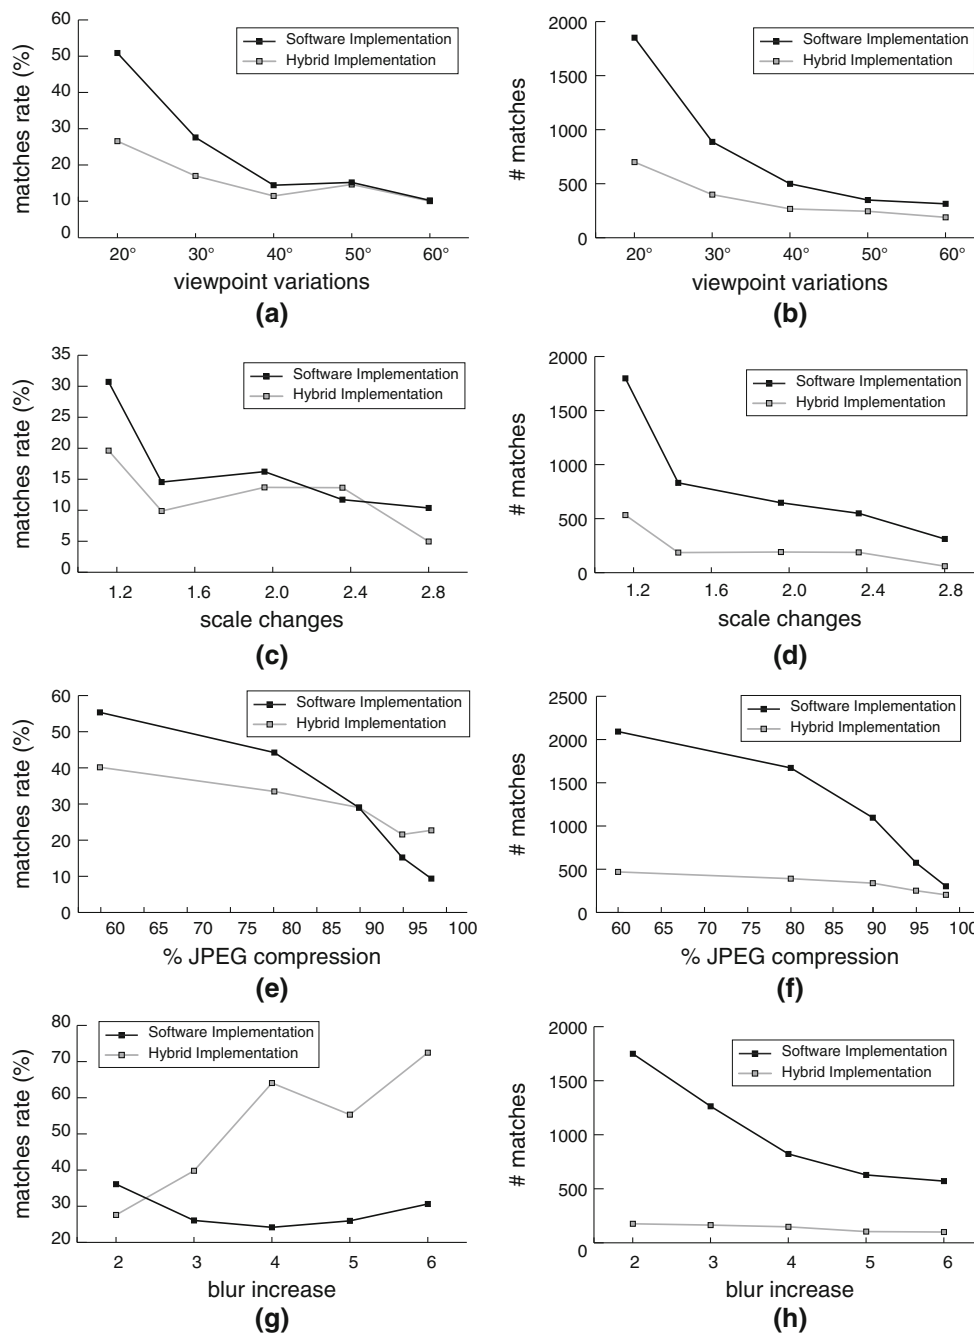 60
50
40
30
20
10
0
matches rate (%)
Software Implementation
Hybrid Implementation
20° 30° 40° 50° 60°
viewpoint variations
(a)
2000
1500
1000
500
0
# matches
Software Implementation
Hybrid Implementation
20° 30° 40° 50° 60°
viewpoint variations
(b)
35
30
25
20
15
10
5
0
matches rate (%)
Software Implementation
Hybrid Implementation
1.2 1.6 2.0 2.4 2.8
scale changes
(c)
2000
1500
1000
500
0
# matches
Software Implementation
Hybrid Implementation
1.2 1.6 2.0 2.4 2.8
scale changes
(d)
60
50
40
30
20
10
0
matches rate (%)
Software Implementation
Hybrid Implementation
60 65 70 75 80 85 90 95 100
% JPEG compression
(e)
2500
2000
1500
1000
500
0
# matches
Software Implementation
Hybrid Implementation
60 65 70 75 80 85 90 95 100
% JPEG compression
(f)
80
70
60
50
40
30
20
matches rate (%)
Software Implementation
Hybrid Implementation
2 3 4 5 6
blur increase
(g)
2000
1500
1000
500
0
# matches
Software Implementation
Hybrid Implementation
2 3 4 5 6
blur increase
(h)